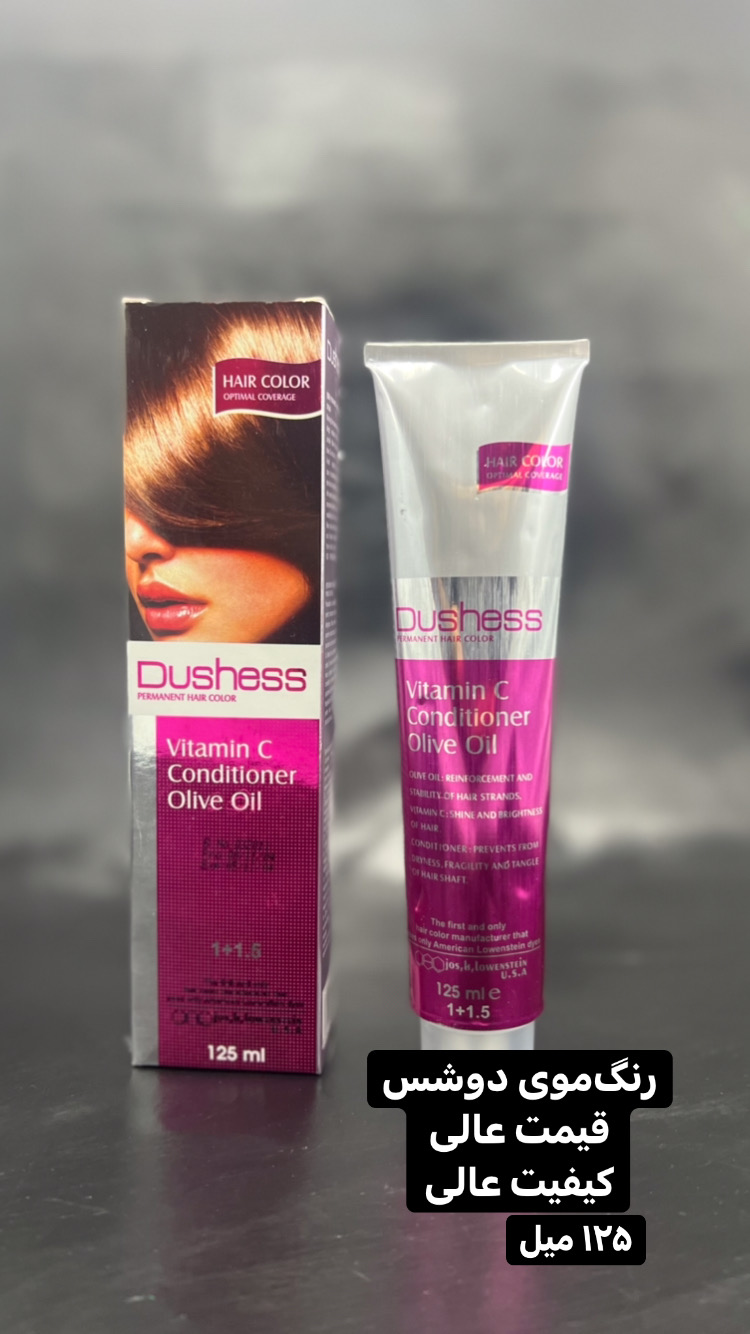 HAIR COLOR
OPTIMAL COVERAGE
Dushess
PERMANENT HAIR COLOR
Vitamin C
Conditioner
Olive Oil
1+1.5
125 ml
HAIR COLOR
OPTIMAL COVERAGE
Dushess
PERMANENT HAIR COLOR
Vitamin C
Conditioner
Olive Oil
OLIVE OIL: REINFORCEMENT AND
STABILITY OF HAIR STRANDS.
VITAMIN C: SHINE AND BRIGHTNESS
OF HAIR
CONDITIONER: PREVENTS FROM
DRYNESS, FRAGILITY AND TANGLE
OF HAIR SHAFT.
The first and only
hair color manufacturer that
only American Lowenstein dyes
jos,h,lowenstein
U.S.A
125 ml e
1+1.5
رنگ‌موی دوشس
قیمت عالی
کیفیت عالی
۱۲۵ میل